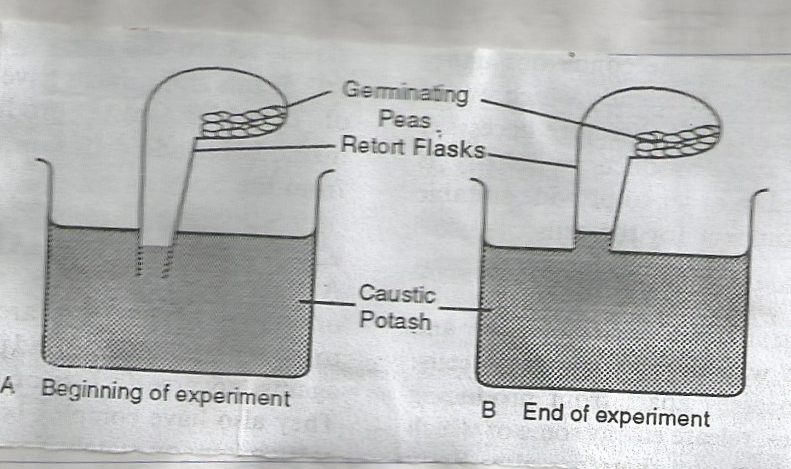 Germinating
Peas
Retort Flasks
Caustic
Potash
A Beginning of experiment
B End of experiment